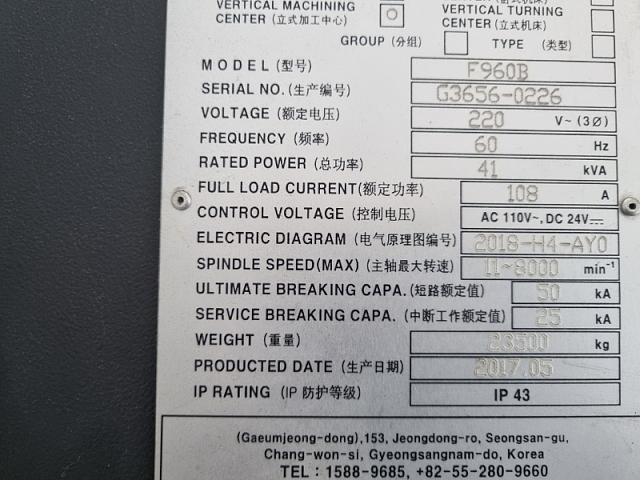 VERTICAL MACHINING
CENTER (立式加工中心)
VERTICAL TURNING
CENTER (立式机床)
GROUP (分组) TYPE (类型)
MODEL (型号) F960B
SERIAL NO. (生产编号) G3656-0226
VOLTAGE (额定电压) 220 V~ (3Ø)
FREQUENCY (频率) 60 Hz
RATED POWER (总功率) 41 kVA
FULL LOAD CURRENT(额定功率) 108 A
CONTROL VOLTAGE (控制电压) AC 110V~, DC 24V⎓
ELECTRIC DIAGRAM (电气原理图编号) 2018-H4-AY0
SPINDLE SPEED(MAX) (主轴最大转速) 11~8000 min⁻¹
ULTIMATE BREAKING CAPA. (短路额定值) 50 kA
SERVICE BREAKING CAPA. (中断工作额定值) 25 kA
WEIGHT (重量) 23500 kg
PRODUCTED DATE (生产日期) 2017.05
IP RATING (IP 防护等级) IP 43
(Gaeumjeong-dong),153, Jeongdong-ro, Seongsan-gu,
Chang-won-si, Gyeongsangnam-do, Korea
TEL : 1588-9685, +82-55-280-9660